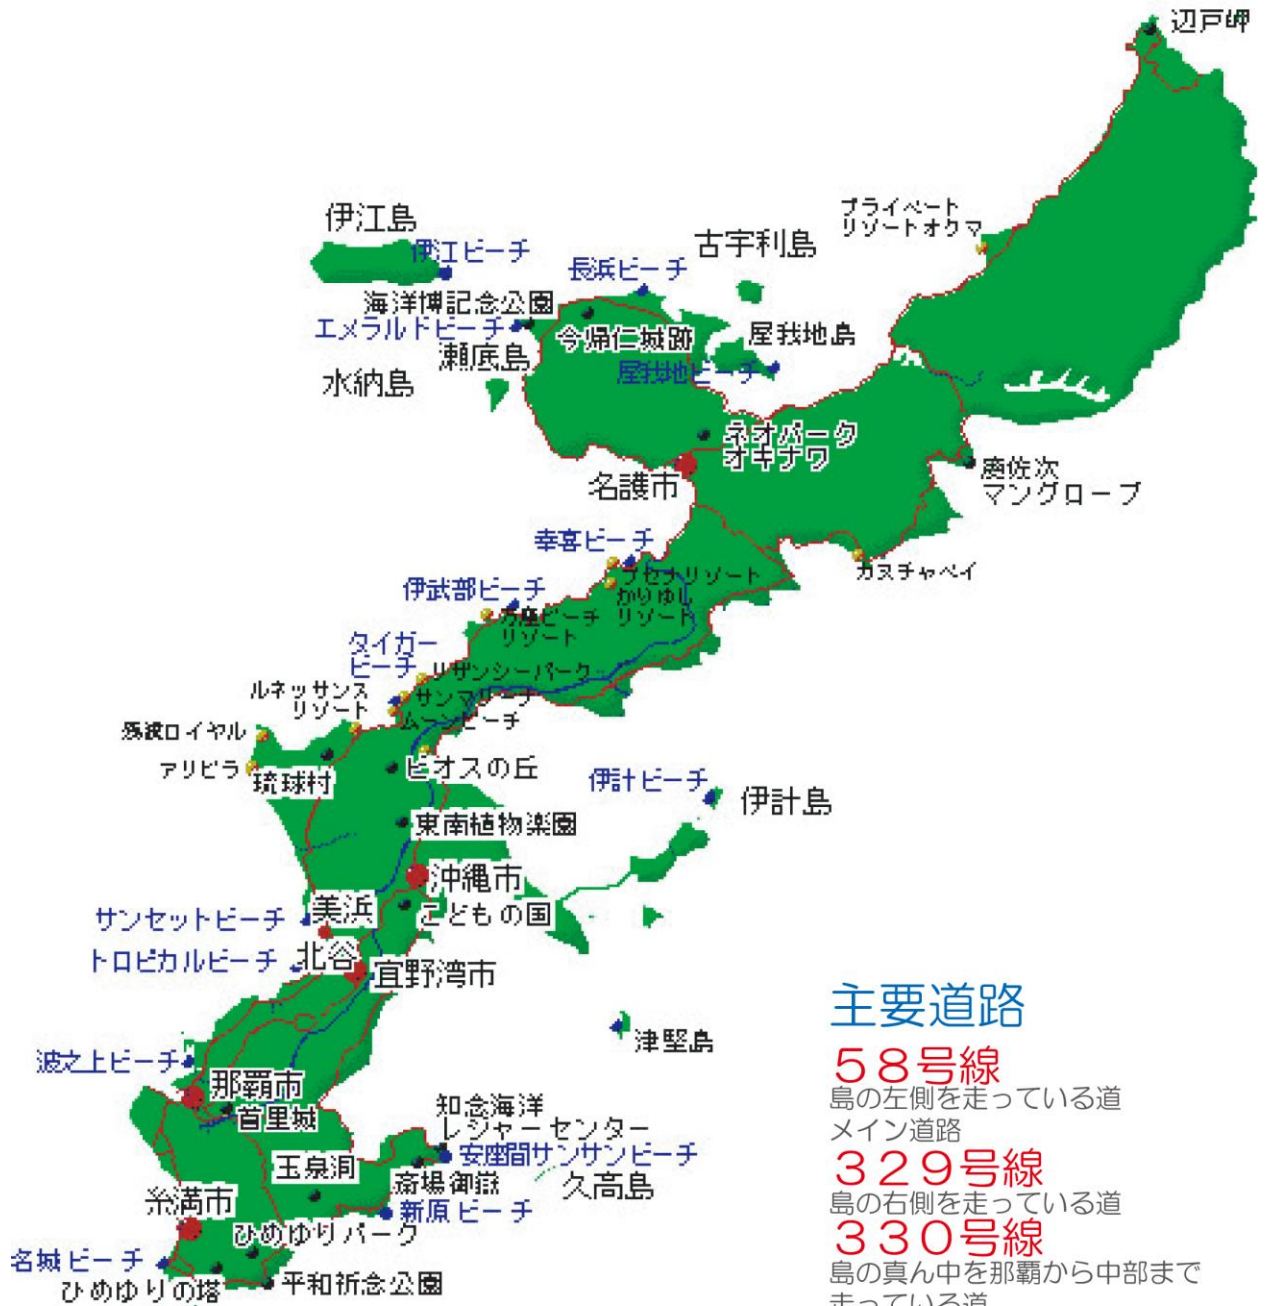 辺戸岬
プライベート
リゾートオクマ
伊江島
伊江ビーチ
古宇利島
長浜ビーチ
海洋博記念公園
エメラルドビーチ
今帰仁城跡
屋我地島
瀬底島
屋我地ビーチ
水納島
ネオパーク
オキナワ
名護市
慶佐次
マングローブ
幸喜ビーチ
カヌチャベイ
ブセナリゾート
伊武部ビーチ
かりゆし
リゾート
万座ビーチ
リゾート
タイガー
ビーチ
リザンシーパーク
ルネッサンス
リゾート
サンマリーナ
ムーンビーチ
残波ロイヤル
アリビラ
琉球村
ビオスの丘
伊計ビーチ
伊計島
東南植物楽園
沖縄市
美浜
こどもの国
サンセットビーチ
北谷
トロピカルビーチ
宜野湾市
津堅島
波之上ビーチ
那覇市
首里城
知念海洋
レジャーセンター
安座間サンサンビーチ
玉泉洞
斎場御嶽
久高島
糸満市
新原ビーチ
ひめゆりパーク
名城ビーチ
ひめゆりの塔
平和祈念公園
主要道路
58号線
島の左側を走っている道
メイン道路
329号線
島の右側を走っている道
330号線
島の真ん中を那覇から中部まで
走っている道